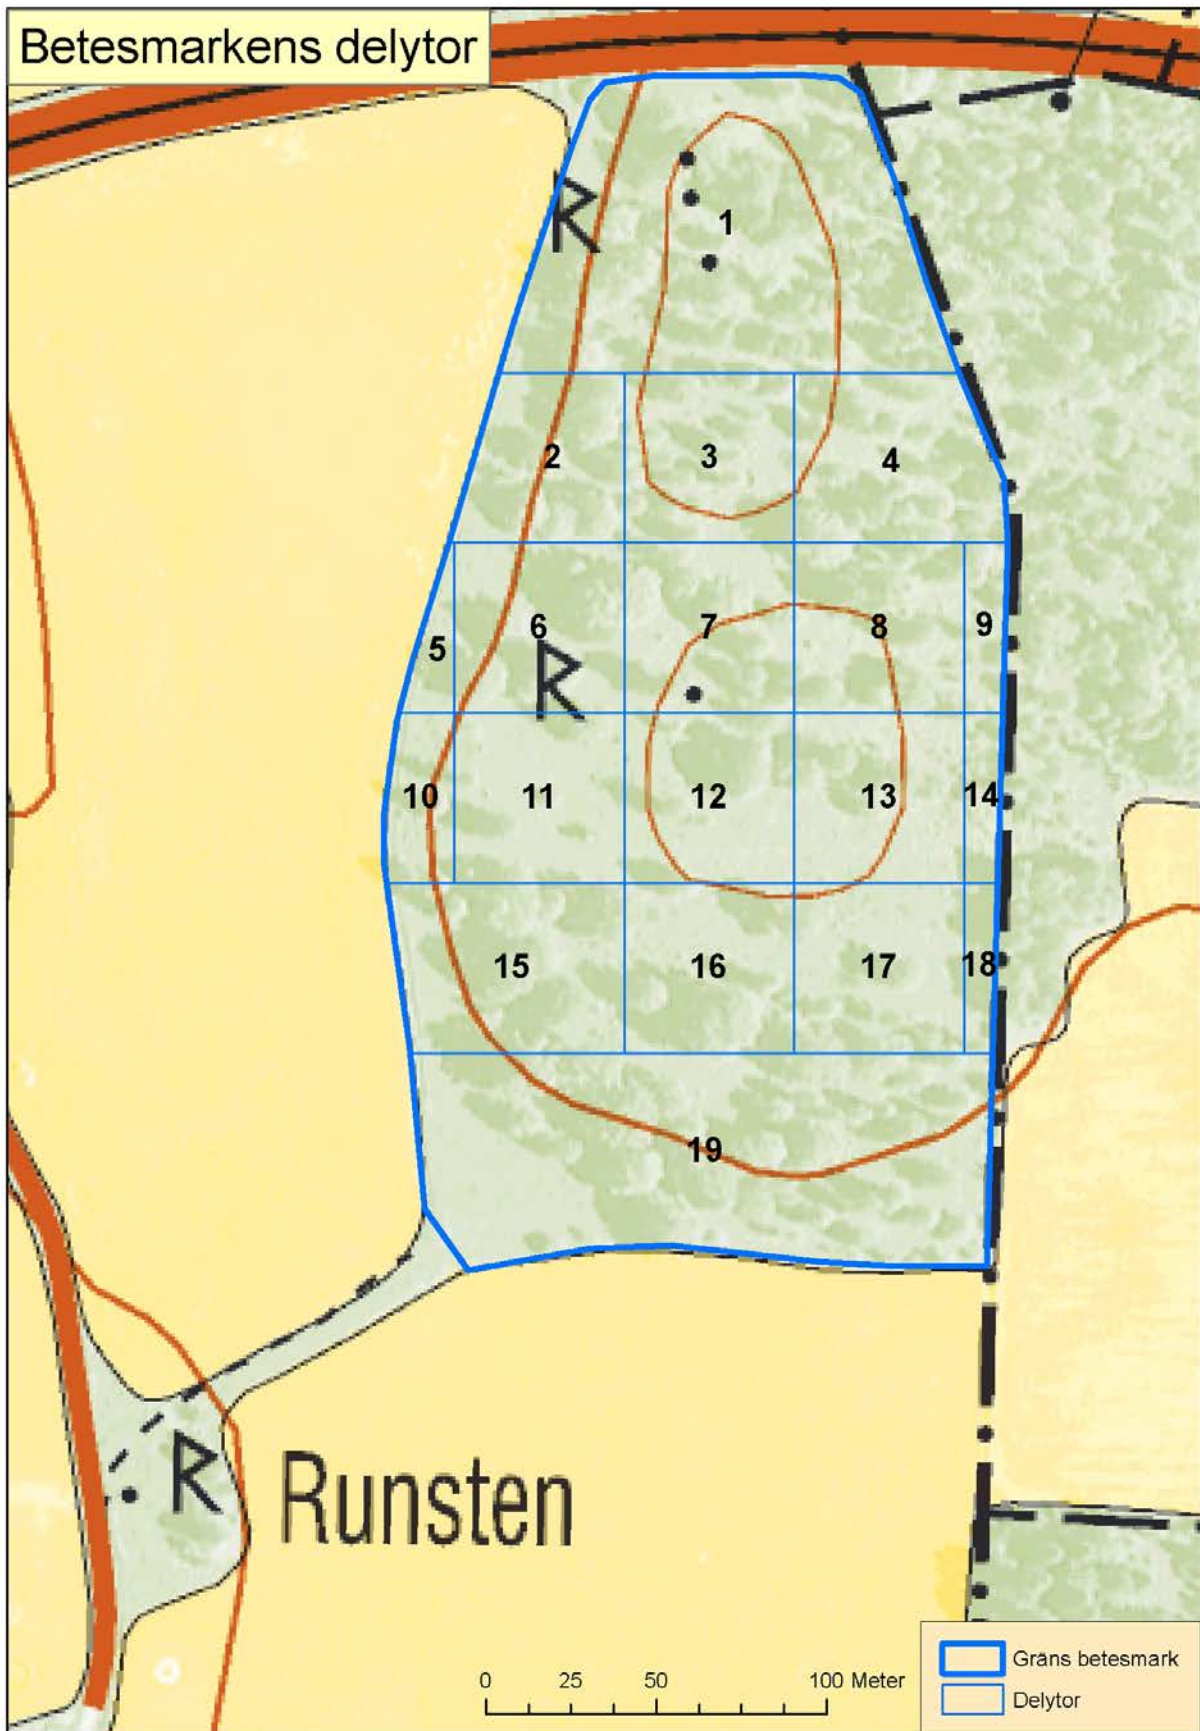 Betesmarkens delytor
R
1
2 3 4
5 6 7 8 9
R
10 11 12 13 14
15 16 17 18
19
R
Runsten
0 25 50 100 Meter
Gräns betesmark
Delytor